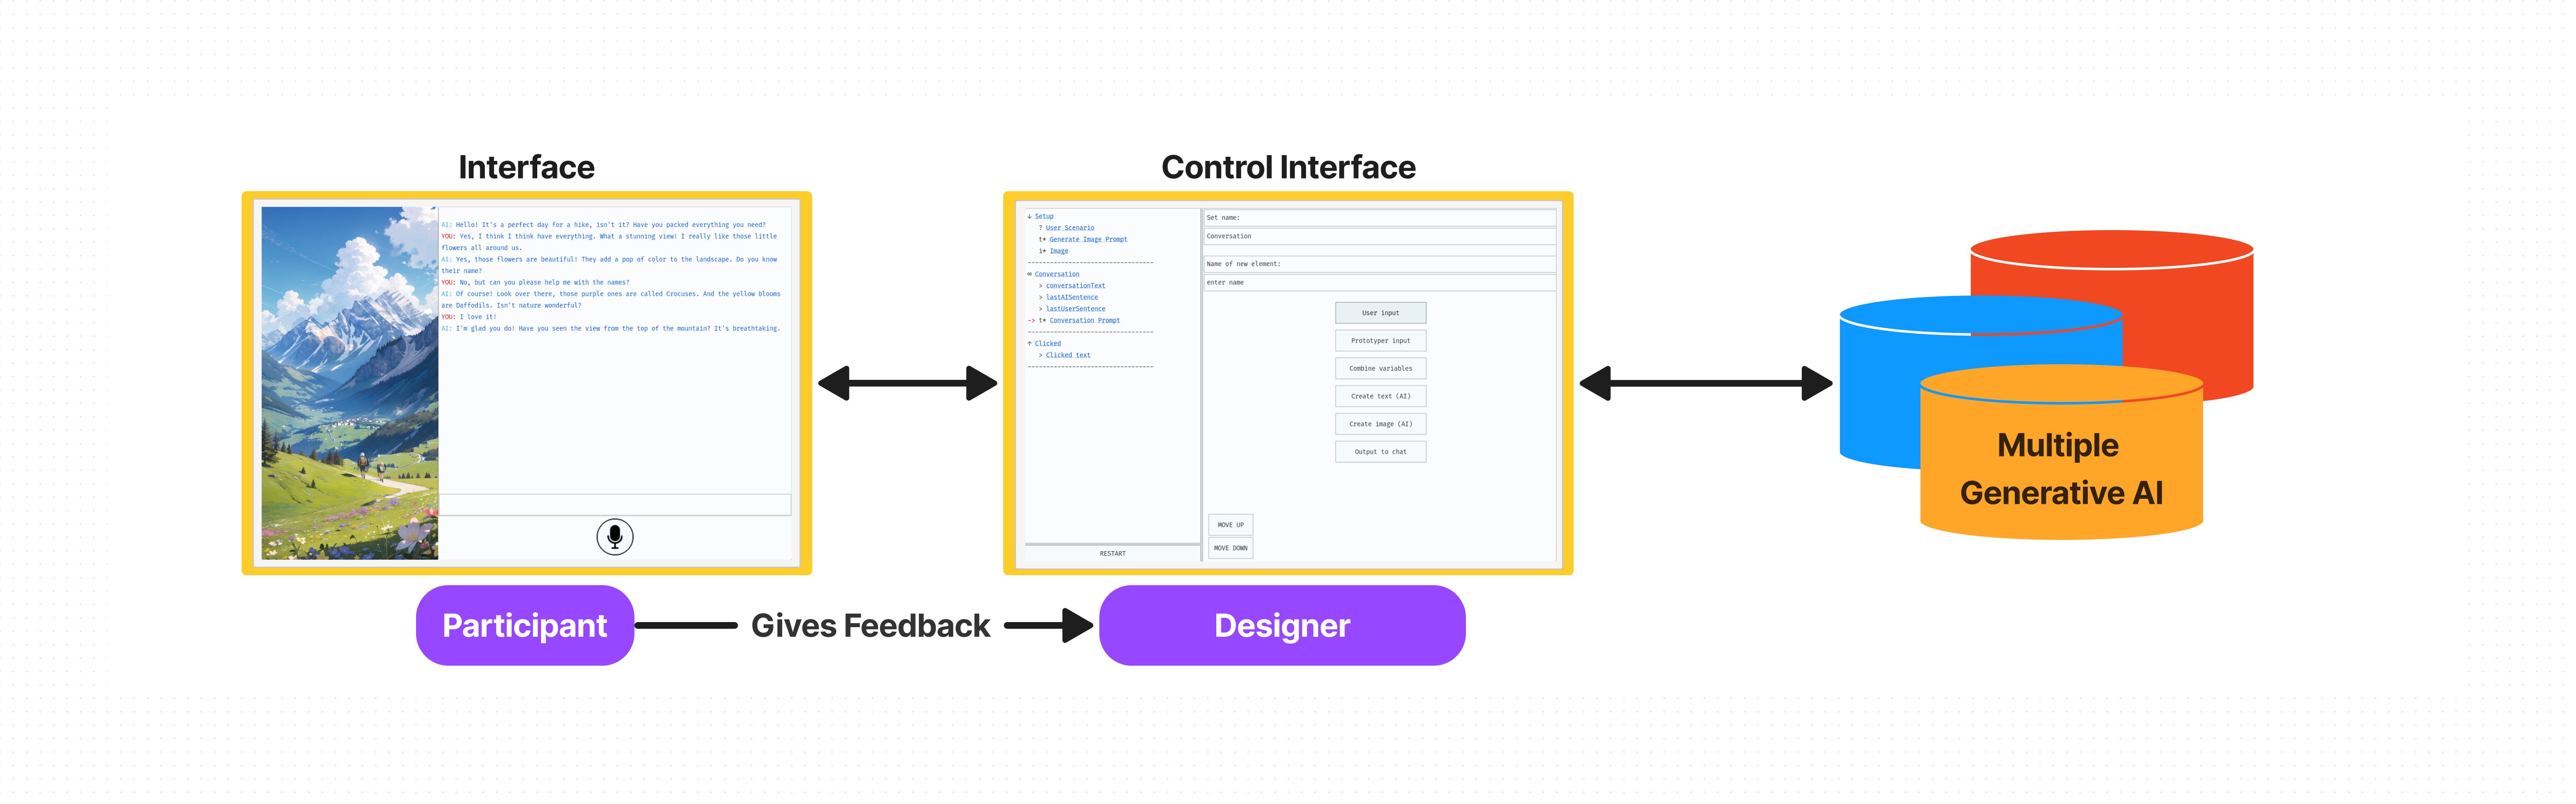 Interface
AI: Hello! It's a perfect day for a hike, isn't it? Have you packed everything you need?
YOU: Yes, I think I think have everything. What a stunning view! I really like those little
flowers all around us.
AI: Yes, those flowers are beautiful! They add a pop of color to the landscape. Do you know
their name?
YOU: No, but can you please help me with the names?
AI: Of course! Look over there, those purple ones are called Crocuses. And the yellow blooms
are Daffodils. Isn't nature wonderful?
YOU: I love it!
AI: I'm glad you do! Have you seen the view from the top of the mountain? It's breathtaking.
Control Interface
↓ Setup
? User Scenario
t* Generate Image Prompt
i* Image
--------------------------------
∞ Conversation
> conversationText
> lastAISentence
> lastUserSentence
-> t* Conversation Prompt
--------------------------------
↑ Clicked
> Clicked text
--------------------------------
RESTART
Set name:
Conversation
Name of new element:
enter name
User input
Prototyper input
Combine variables
Create text (AI)
Create image (AI)
Output to chat
MOVE UP
MOVE DOWN
Multiple
Generative AI
Participant
Gives Feedback
Designer